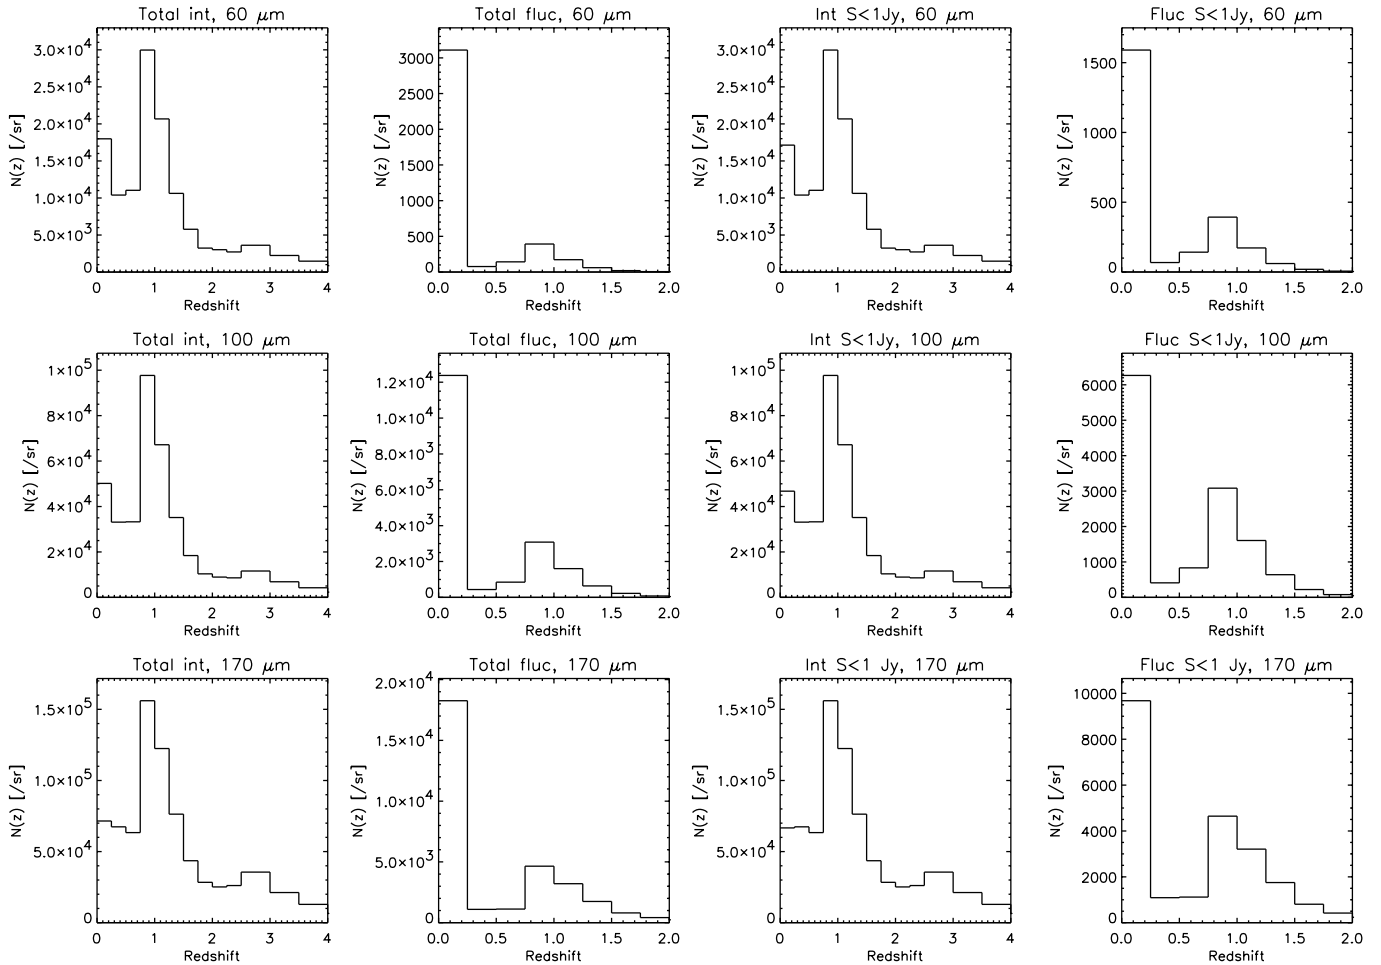 Total int, 60 μm
Total fluc, 60 μm
Int S<1Jy, 60 μm
Fluc S<1Jy, 60 μm
N(z) [/sr]
3.0×10⁴
2.5×10⁴
2.0×10⁴
1.5×10⁴
1.0×10⁴
5.0×10³
0
0 1 2 3 4
Redshift
N(z) [/sr]
3000
2500
2000
1500
1000
500
0
0.0 0.5 1.0 1.5 2.0
Redshift
N(z) [/sr]
3.0×10⁴
2.5×10⁴
2.0×10⁴
1.5×10⁴
1.0×10⁴
5.0×10³
0
0 1 2 3 4
Redshift
N(z) [/sr]
1500
1000
500
0
0.0 0.5 1.0 1.5 2.0
Redshift
Total int, 100 μm
Total fluc, 100 μm
Int S<1Jy, 100 μm
Fluc S<1Jy, 100 μm
N(z) [/sr]
1×10⁵
8×10⁴
6×10⁴
4×10⁴
2×10⁴
0
0 1 2 3 4
Redshift
N(z) [/sr]
1.2×10⁴
1.0×10⁴
8.0×10³
6.0×10³
4.0×10³
2.0×10³
0
0.0 0.5 1.0 1.5 2.0
Redshift
N(z) [/sr]
1×10⁵
8×10⁴
6×10⁴
4×10⁴
2×10⁴
0
0 1 2 3 4
Redshift
N(z) [/sr]
6000
5000
4000
3000
2000
1000
0
0.0 0.5 1.0 1.5 2.0
Redshift
Total int, 170 μm
Total fluc, 170 μm
Int S<1 Jy, 170 μm
Fluc S<1 Jy, 170 μm
N(z) [/sr]
1.5×10⁵
1.0×10⁵
5.0×10⁴
0
0 1 2 3 4
Redshift
N(z) [/sr]
2.0×10⁴
1.5×10⁴
1.0×10⁴
5.0×10³
0
0.0 0.5 1.0 1.5 2.0
Redshift
N(z) [/sr]
1.5×10⁵
1.0×10⁵
5.0×10⁴
0
0 1 2 3 4
Redshift
N(z) [/sr]
10000
8000
6000
4000
2000
0
0.0 0.5 1.0 1.5 2.0
Redshift